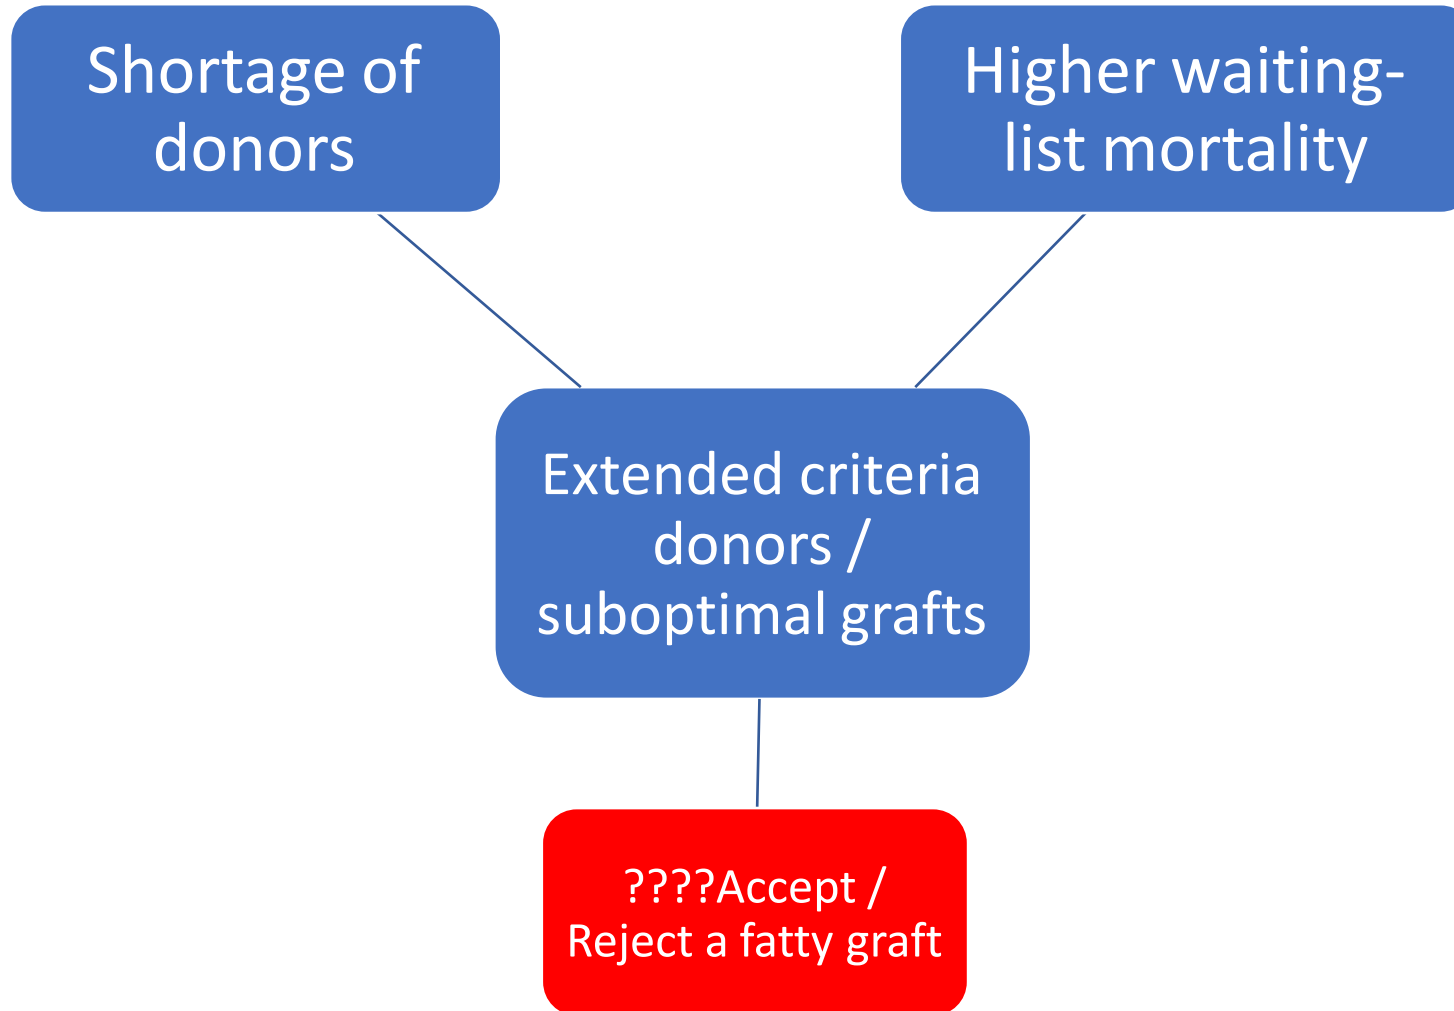 Shortage of
donors
Higher waiting-
list mortality
Extended criteria
donors /
suboptimal grafts
????Accept /
Reject a fatty graft